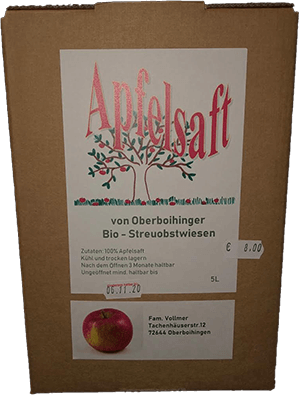 Apfelsaft
von Oberboihinger
Bio - Streuobstwiesen
Zutaten: 100% Apfelsaft
Kühl und trocken lagern
Nach dem Öffnen 3 Monate haltbar
Ungeöffnet mind. haltbar bis
€ 8.00
5L
06.11.20
Fam. Vollmer
Tachenhäuserstr.12
72644 Oberboihingen